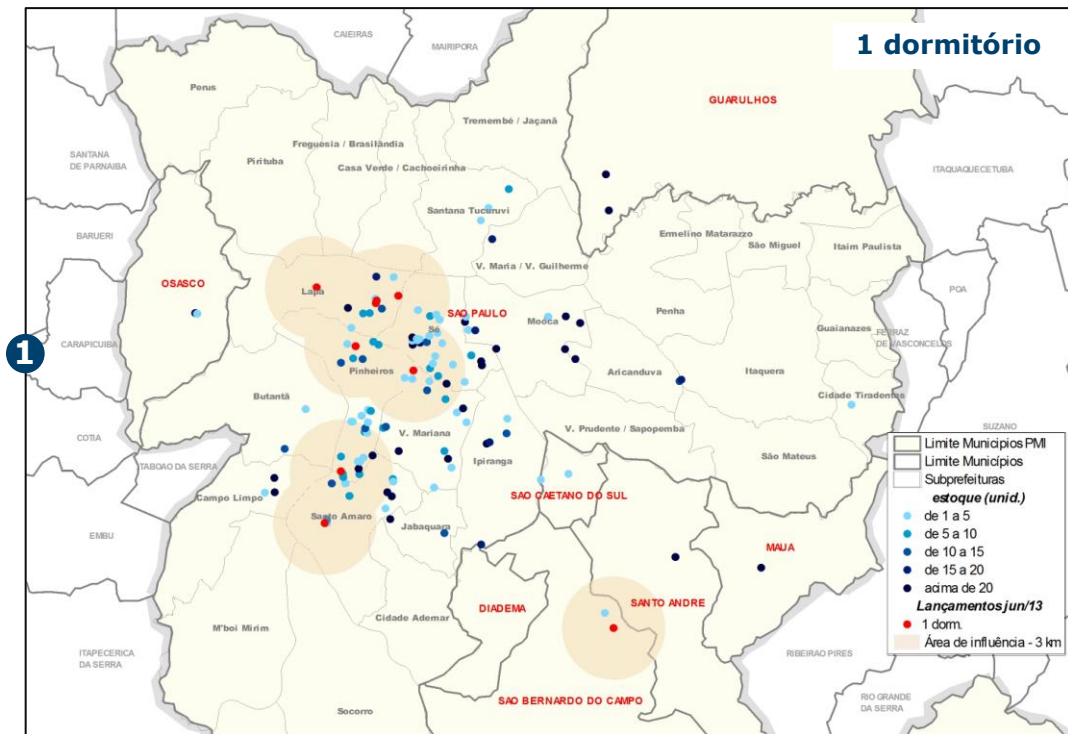 1 dormitório
CAIEIRAS
MAIRIPORA
Perus
GUARULHOS
Tremembé / Jaçanã
Freguesia / Brasilândia
SANTANA
DE PARNAIBA
Pirituba
Casa Verde / Cachoeirinha
ITAQUAQUECETUBA
Santana Tucuruvi
Ermelino Matarazzo
São Miguel
Itaim Paulista
BARUERI
V. Maria / V. Guilherme
OSASCO
Lapa
POA
SAO PAULO
Mooca
Penha
Sé
Guaianazes
FERRAZ
DE VASCONCELOS
CARAPICUIBA
1
Pinheiros
Aricanduva
Itaquera
Butantã
Cidade Tiradentes
COTIA
V. Mariana
V. Prudente / Sapopemba
SUZANO
TABOAO DA SERRA
Ipiranga
São Mateus
Campo Limpo
SAO CAETANO DO SUL
Santo Amaro
Jabaquara
EMBU
MAUA
DIADEMA
SANTO ANDRE
Cidade Ademar
M'boi Mirim
ITAPECERICA
DA SERRA
RIBEIRAO PIRES
SAO BERNARDO DO CAMPO
RIO GRANDE
DA SERRA
Socorro
Limite Municipios PMI
Limite Municípios
Subprefeituras
estoque (unid.)
de 1 a 5
de 5 a 10
de 10 a 15
de 15 a 20
acima de 20
Lançamentos jun/13
1 dorm.
Área de influência - 3 km